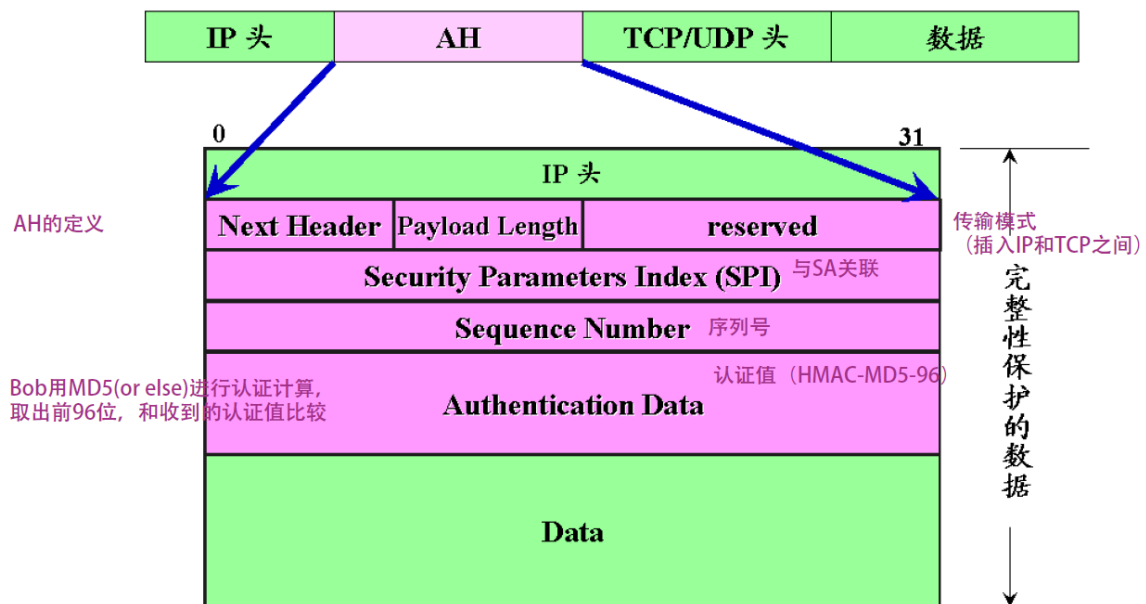 IP 头
AH
TCP/UDP 头
数据
0
31
IP 头
AH的定义
Next Header
Payload Length
reserved
传输模式
（插入IP和TCP之间）
Security Parameters Index (SPI)
与SA关联
Sequence Number
序列号
认证值（HMAC-MD5-96）
Bob用MD5(or else)进行认证计算，
取出前96位，和收到的认证值比较
Authentication Data
完整性保护的数据
Data